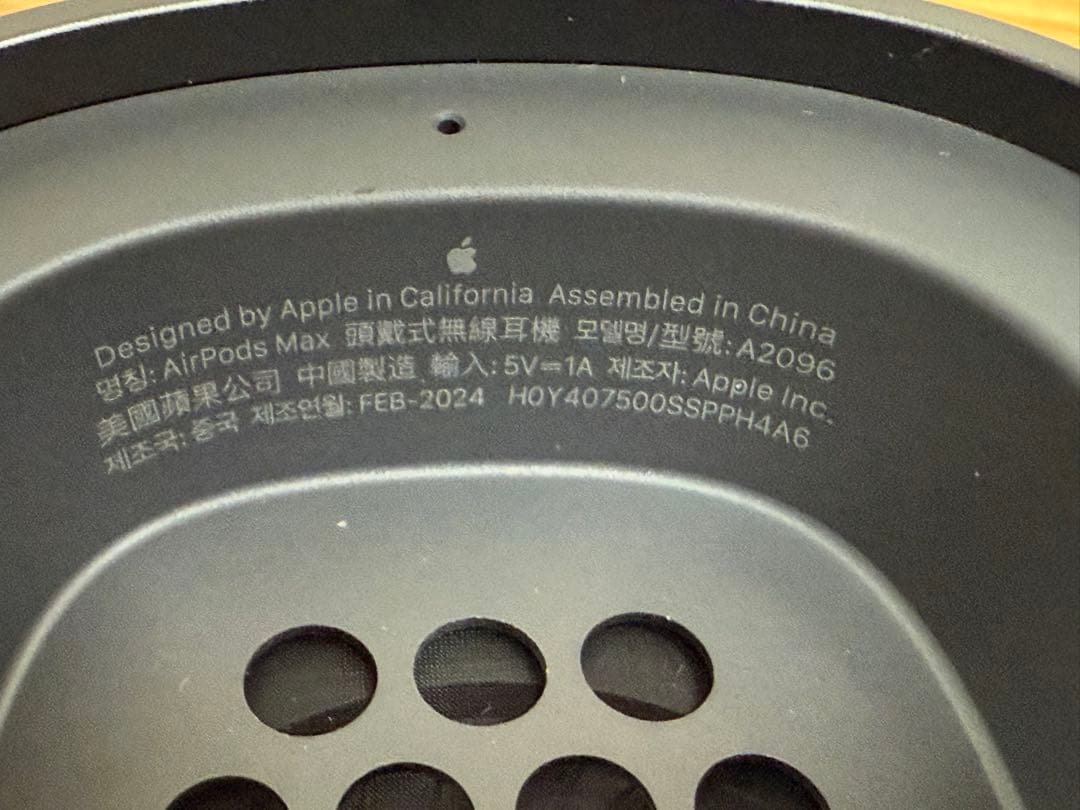 Designed by Apple in California Assembled in China
명칭: AirPods Max 頭戴式無線耳機 모델명/型號: A2096
美國蘋果公司 中國製造 輸入: 5V⎓1A 제조자: Apple Inc.
제조국: 중국 제조연월: FEB-2024 H0Y407500SSPPH4A6